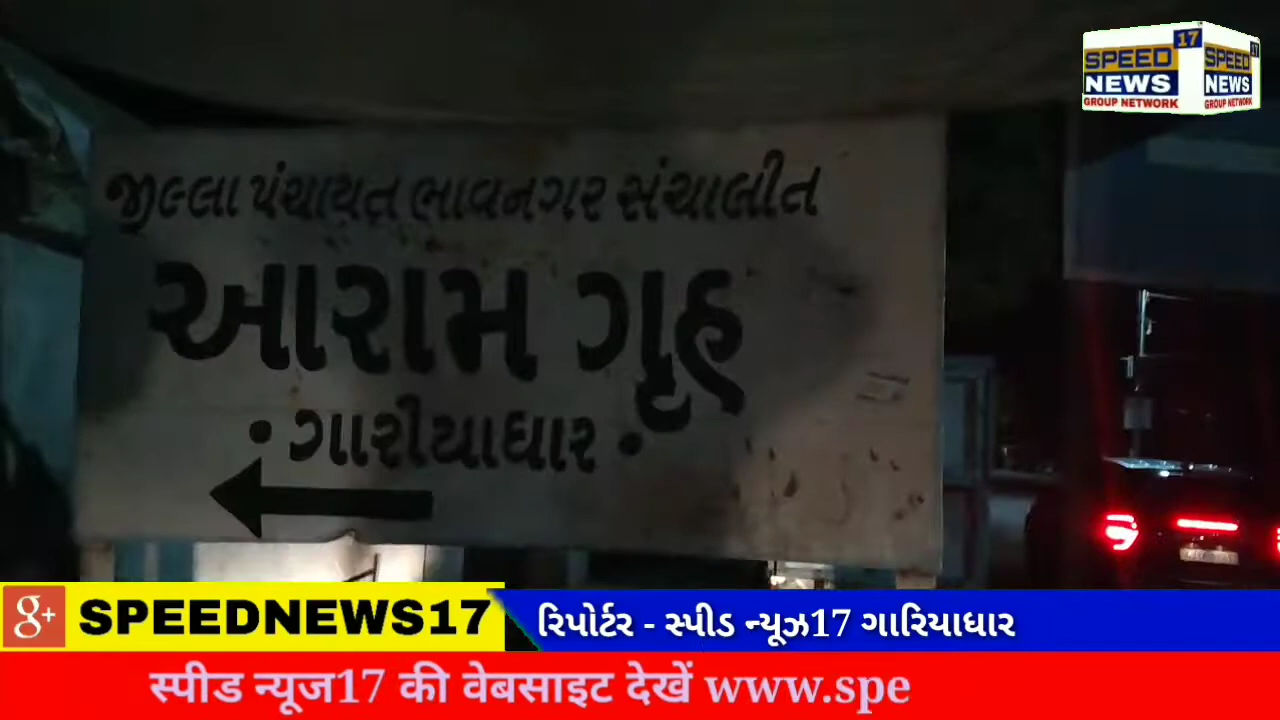 SPEED 17
NEWS
GROUP NETWORK
SPEED 17
NEWS
GROUP NETWORK
જીલ્લા પંચાયત ભાવનગર સંચાલીત
આરામ ગૃહ
• ગારીયાધાર •
g+ SPEEDNEWS17
રિપોર્ટર - સ્પીડ ન્યૂઝ17 ગારિયાધાર
स्पीड न्यूज17 की वेबसाइट देखें www.spe